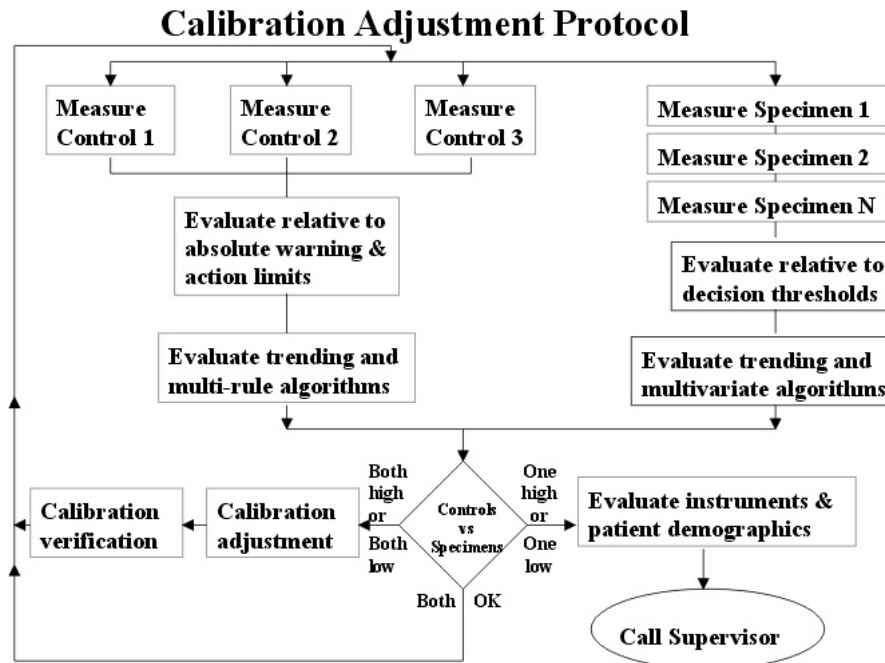 Calibration Adjustment Protocol
Measure
Control 1
Measure
Control 2
Measure
Control 3
Measure Specimen 1
Measure Specimen 2
Measure Specimen N
Evaluate relative to
absolute warning &
action limits
Evaluate relative to
decision thresholds
Evaluate trending and
multi-rule algorithms
Evaluate trending and
multivariate algorithms
Calibration
verification
Calibration
adjustment
Both
high
or
Both
low
Controls
vs
Specimens
One
high
or
One
low
Both OK
Evaluate instruments &
patient demographics
Call Supervisor